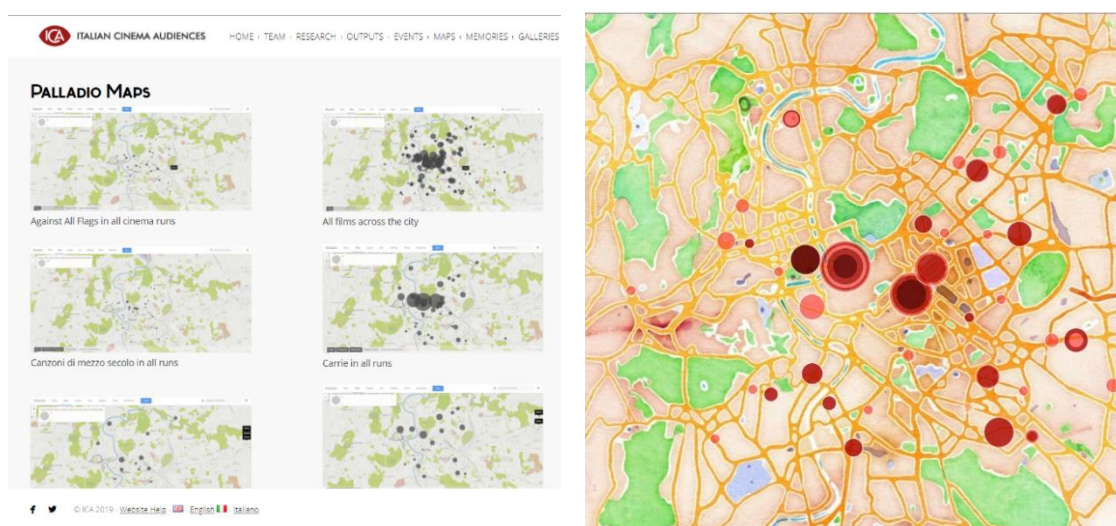 ICA ITALIAN CINEMA AUDIENCES
HOME TEAM RESEARCH OUTPUTS EVENTS MAPS MEMORIES GALLERIES
PALLADIO MAPS
Against All Flags in all cinema runs
All films across the city
Canzoni di mezzo secolo in all runs
Carrie in all runs
© ICA 2019 - Website Help English Italiano